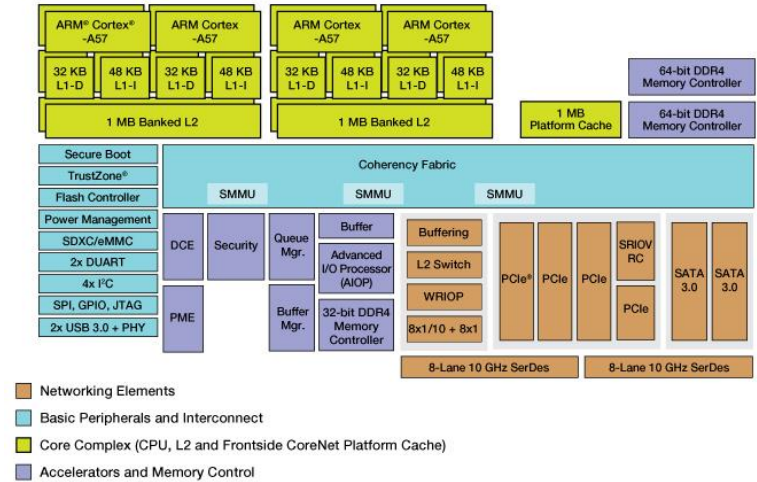 ARM® Cortex®
-A57
ARM Cortex
-A57
ARM Cortex
-A57
ARM Cortex
-A57
32 KB
L1-D
48 KB
L1-I
32 KB
L1-D
48 KB
L1-I
32 KB
L1-D
48 KB
L1-I
32 KB
L1-D
48 KB
L1-I
1 MB Banked L2
1 MB Banked L2
1 MB
Platform Cache
64-bit DDR4
Memory Controller
64-bit DDR4
Memory Controller
Secure Boot
TrustZone®
Flash Controller
Power Management
SDXC/eMMC
2x DUART
4x I²C
SPI, GPIO, JTAG
2x USB 3.0 + PHY
Coherency Fabric
SMMU
SMMU
SMMU
DCE
PME
Security
Queue
Mgr.
Buffer
Mgr.
Buffer
Advanced
I/O Processor
(AIOP)
32-bit DDR4
Memory
Controller
Buffering
L2 Switch
WRIOP
8x1/10 + 8x1
PCIe®
PCIe
PCIe
SRIOV
RC
PCIe
SATA
3.0
SATA
3.0
8-Lane 10 GHz SerDes
8-Lane 10 GHz SerDes
Networking Elements
Basic Peripherals and Interconnect
Core Complex (CPU, L2 and Frontside CoreNet Platform Cache)
Accelerators and Memory Control